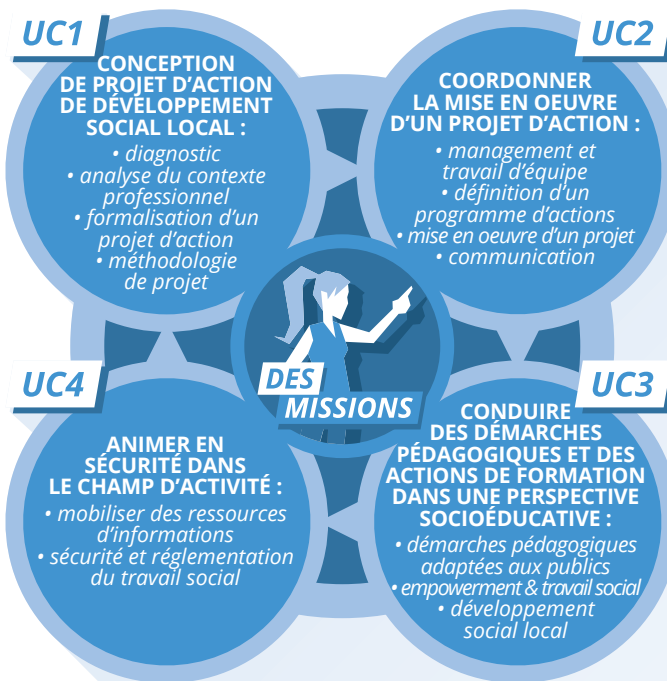 UC1
CONCEPTION
DE PROJET D'ACTION
DE DÉVELOPPEMENT
SOCIAL LOCAL :
• diagnostic
• analyse du contexte
professionnel
• formalisation d'un
projet d'action
• méthodologie
de projet
UC2
COORDONNER
LA MISE EN OEUVRE
D'UN PROJET D'ACTION :
• management et
travail d'équipe
• définition d'un
programme d'actions
• mise en oeuvre d'un projet
• communication
DES
MISSIONS
UC4
ANIMER EN
SÉCURITÉ DANS
LE CHAMP D'ACTIVITÉ :
• mobiliser des ressources
d'informations
• sécurité et réglementation
du travail social
UC3
CONDUIRE
DES DÉMARCHES
PÉDAGOGIQUES ET DES
ACTIONS DE FORMATION
DANS UNE PERSPECTIVE
SOCIOÉDUCATIVE :
• démarches pédagogiques
adaptées aux publics
• empowerment & travail social
• développement
social local